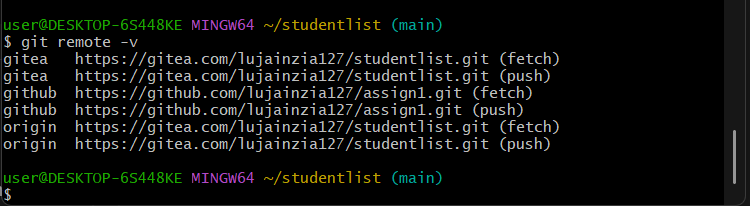 user@DESKTOP-6S448KE MINGW64 ~/studentlist (main)
$ git remote -v
gitea   https://gitea.com/lujainzia127/studentlist.git (fetch)
gitea   https://gitea.com/lujainzia127/studentlist.git (push)
github  https://github.com/lujainzia127/assign1.git (fetch)
github  https://github.com/lujainzia127/assign1.git (push)
origin  https://gitea.com/lujainzia127/studentlist.git (fetch)
origin  https://gitea.com/lujainzia127/studentlist.git (push)
user@DESKTOP-6S448KE MINGW64 ~/studentlist (main)
$